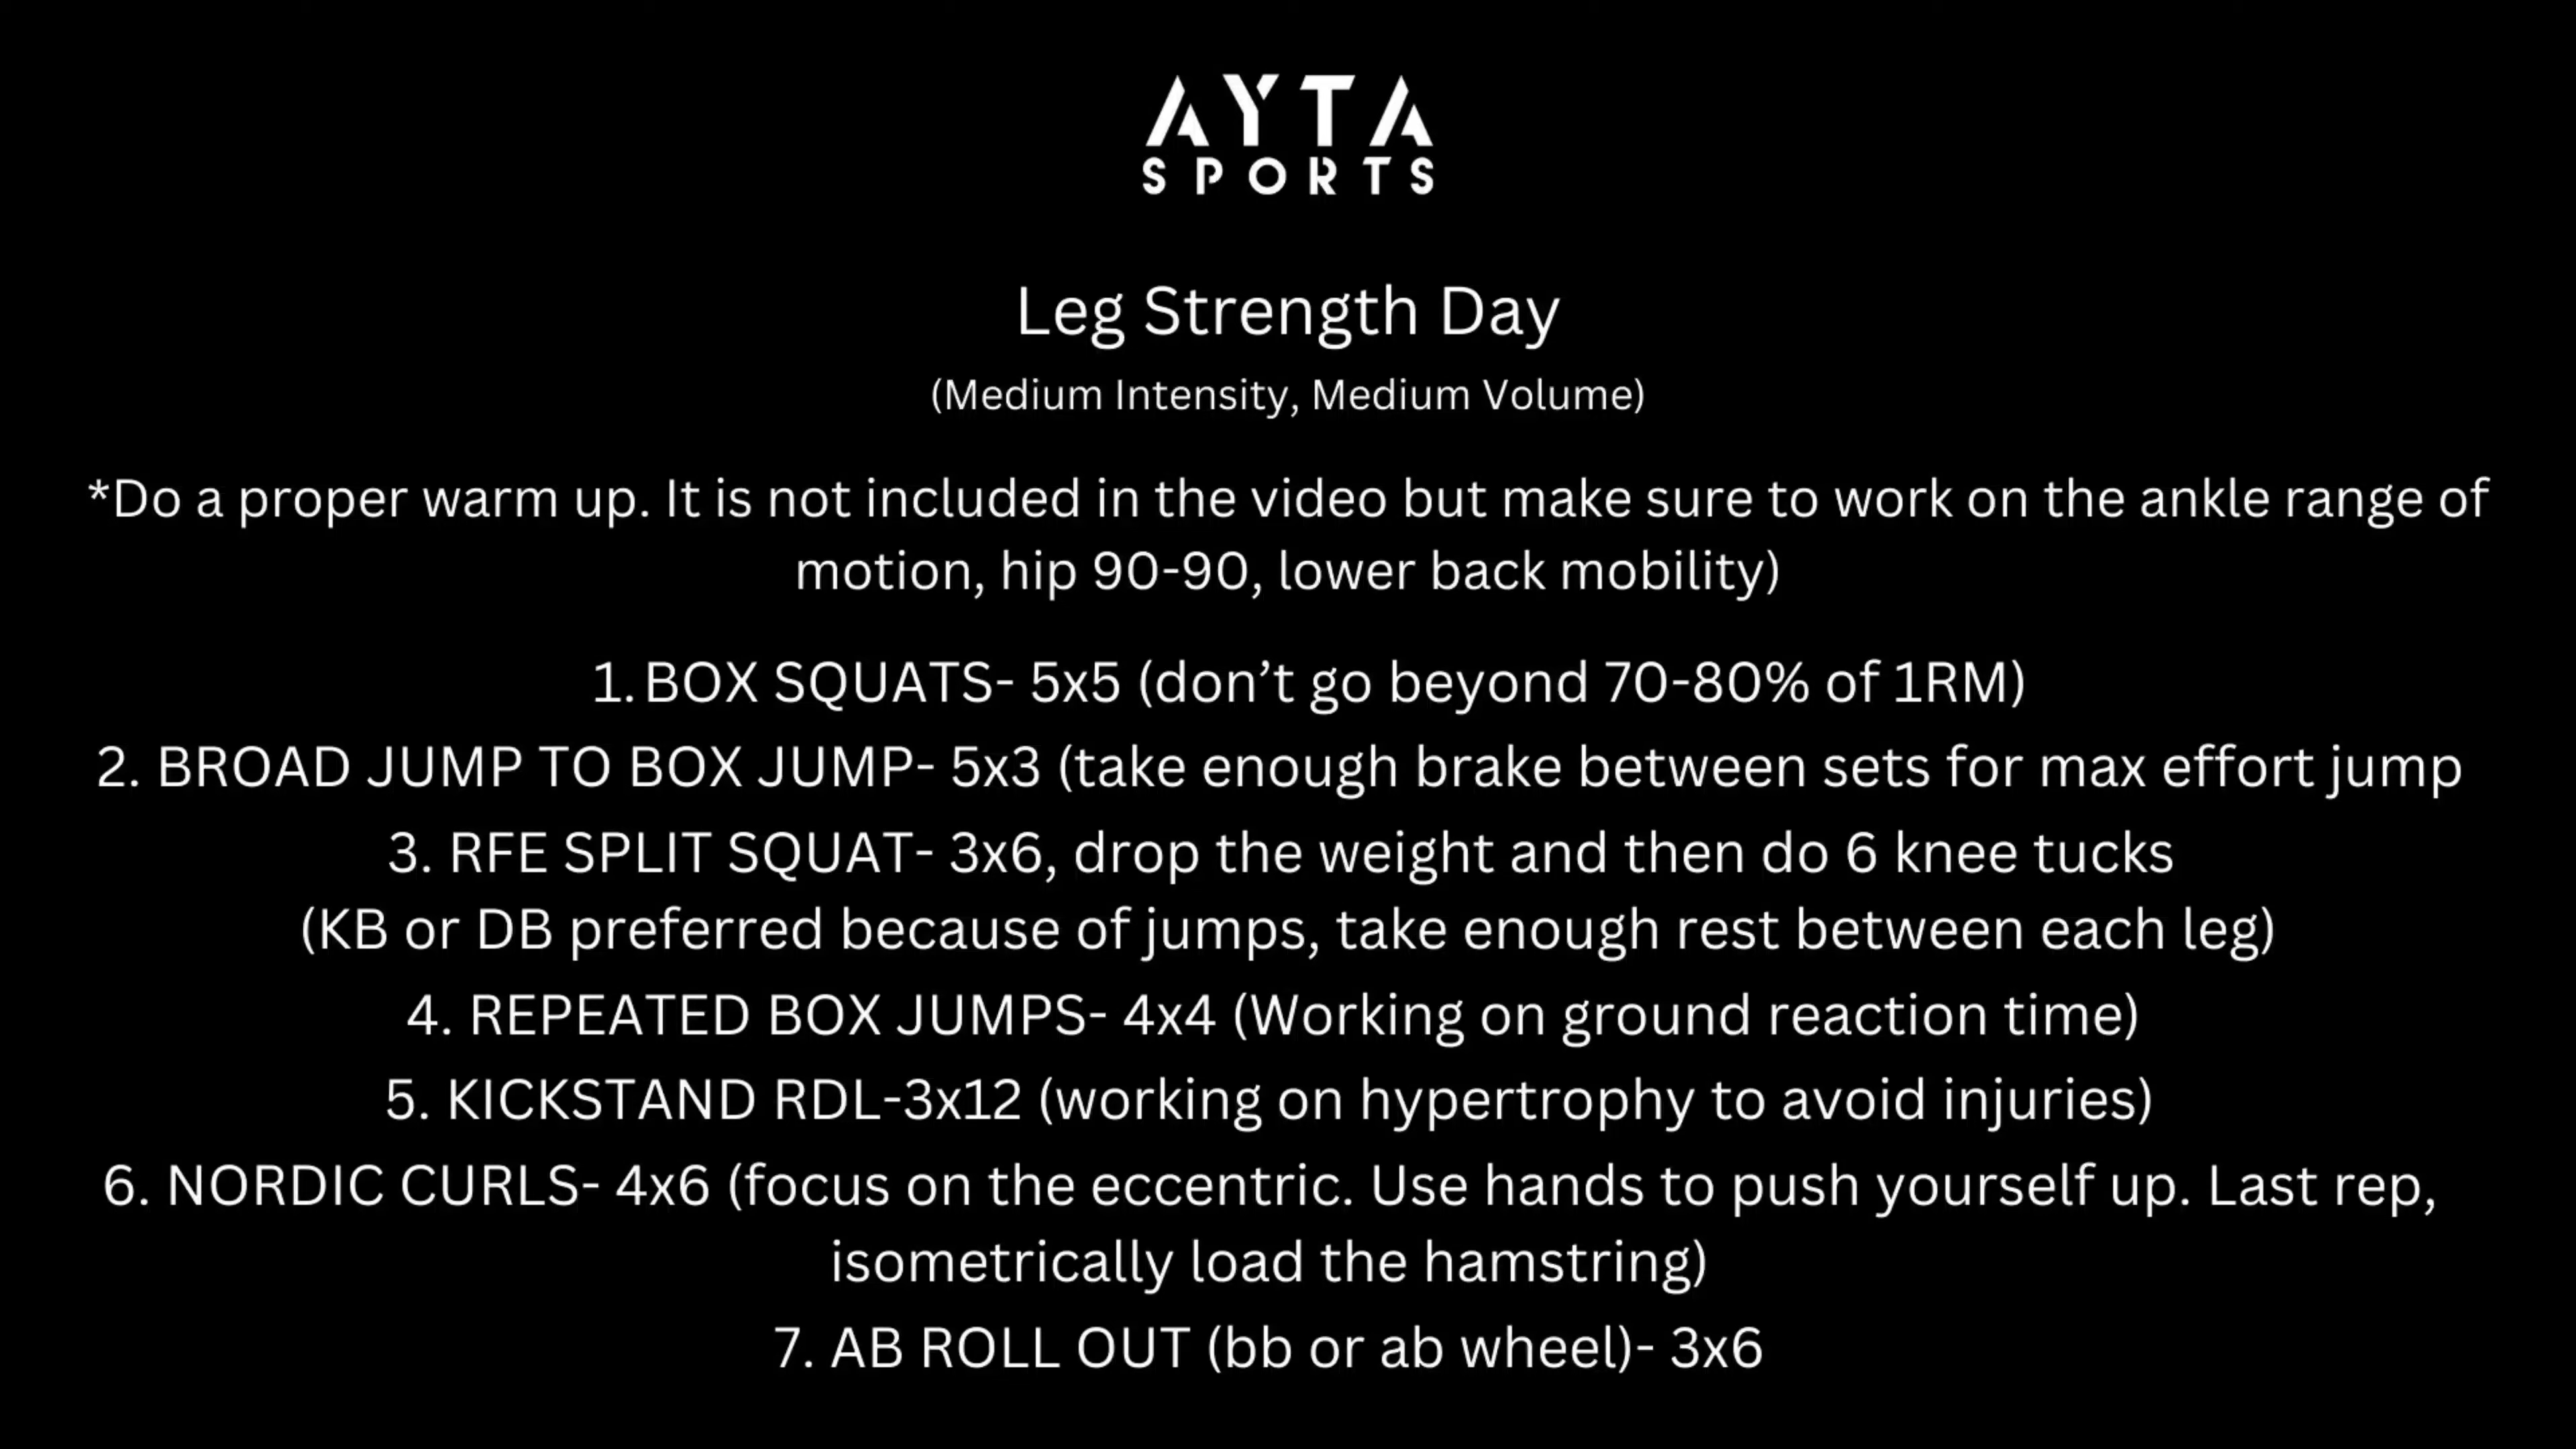 AYTA
SPORTS
Leg Strength Day
(Medium Intensity, Medium Volume)
*Do a proper warm up. It is not included in the video but make sure to work on the ankle range of
motion, hip 90-90, lower back mobility)
1. BOX SQUATS- 5x5 (don’t go beyond 70-80% of 1RM)
2. BROAD JUMP TO BOX JUMP- 5x3 (take enough brake between sets for max effort jump
3. RFE SPLIT SQUAT- 3x6, drop the weight and then do 6 knee tucks
(KB or DB preferred because of jumps, take enough rest between each leg)
4. REPEATED BOX JUMPS- 4x4 (Working on ground reaction time)
5. KICKSTAND RDL-3x12 (working on hypertrophy to avoid injuries)
6. NORDIC CURLS- 4x6 (focus on the eccentric. Use hands to push yourself up. Last rep,
isometrically load the hamstring)
7. AB ROLL OUT (bb or ab wheel)- 3x6